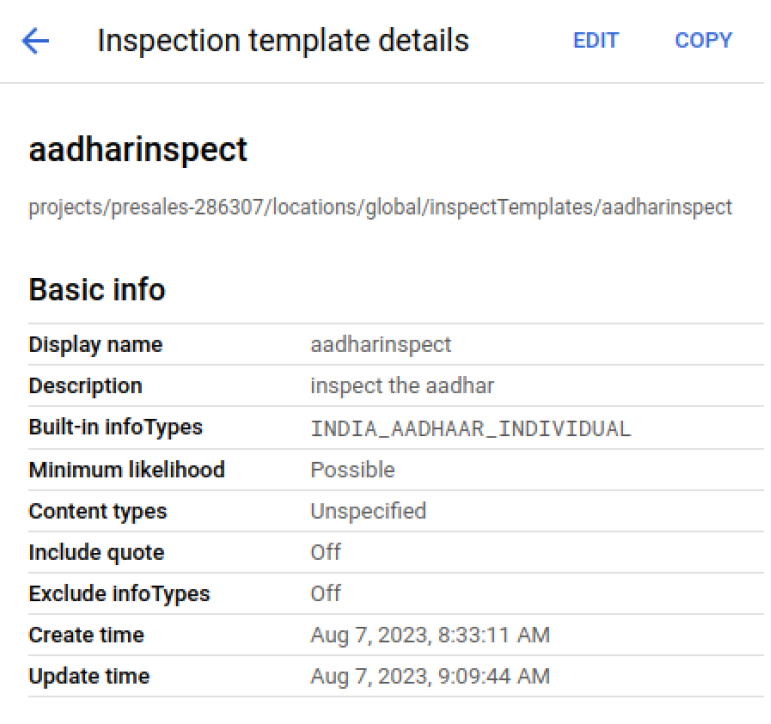 Inspection template details EDIT COPY
aadharinspect
projects/presales-286307/locations/global/inspectTemplates/aadharinspect
Basic info
Display name aadharinspect
Description inspect the aadhar
Built-in infoTypes INDIA_AADHAAR_INDIVIDUAL
Minimum likelihood Possible
Content types Unspecified
Include quote Off
Exclude infoTypes Off
Create time Aug 7, 2023, 8:33:11 AM
Update time Aug 7, 2023, 9:09:44 AM